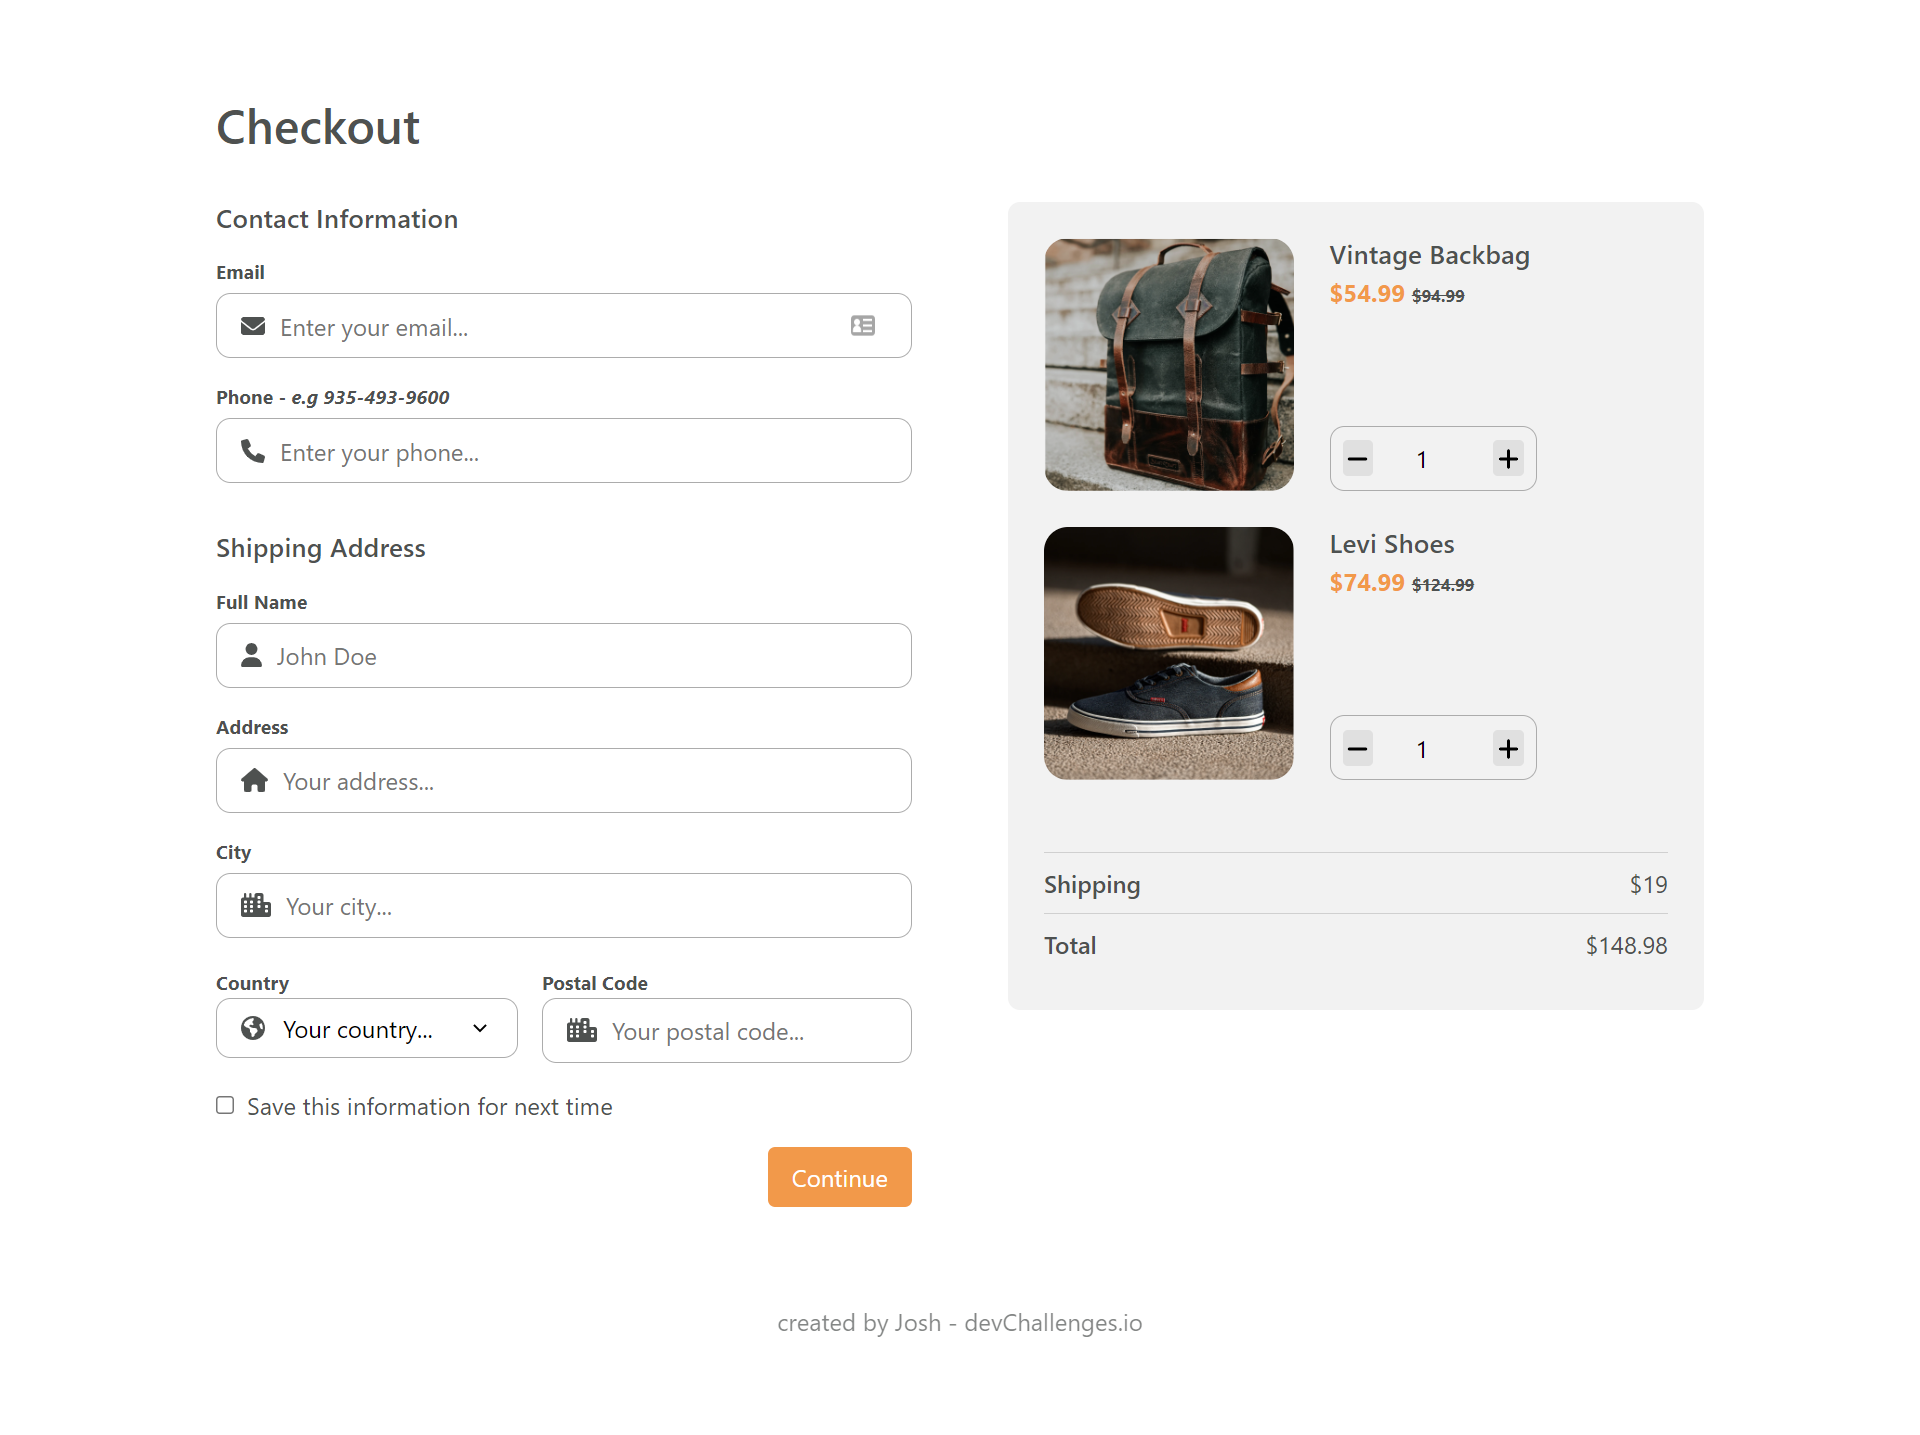 Checkout
Contact Information
Email
Enter your email...
Phone - e.g 935-493-9600
Enter your phone...
Shipping Address
Full Name
John Doe
Address
Your address...
City
Your city...
Country
Your country...
Postal Code
Your postal code...
Save this information for next time
Continue
Vintage Backbag
$54.99 $94.99
1
Levi Shoes
$74.99 $124.99
1
Shipping $19
Total $148.98
created by Josh - devChallenges.io